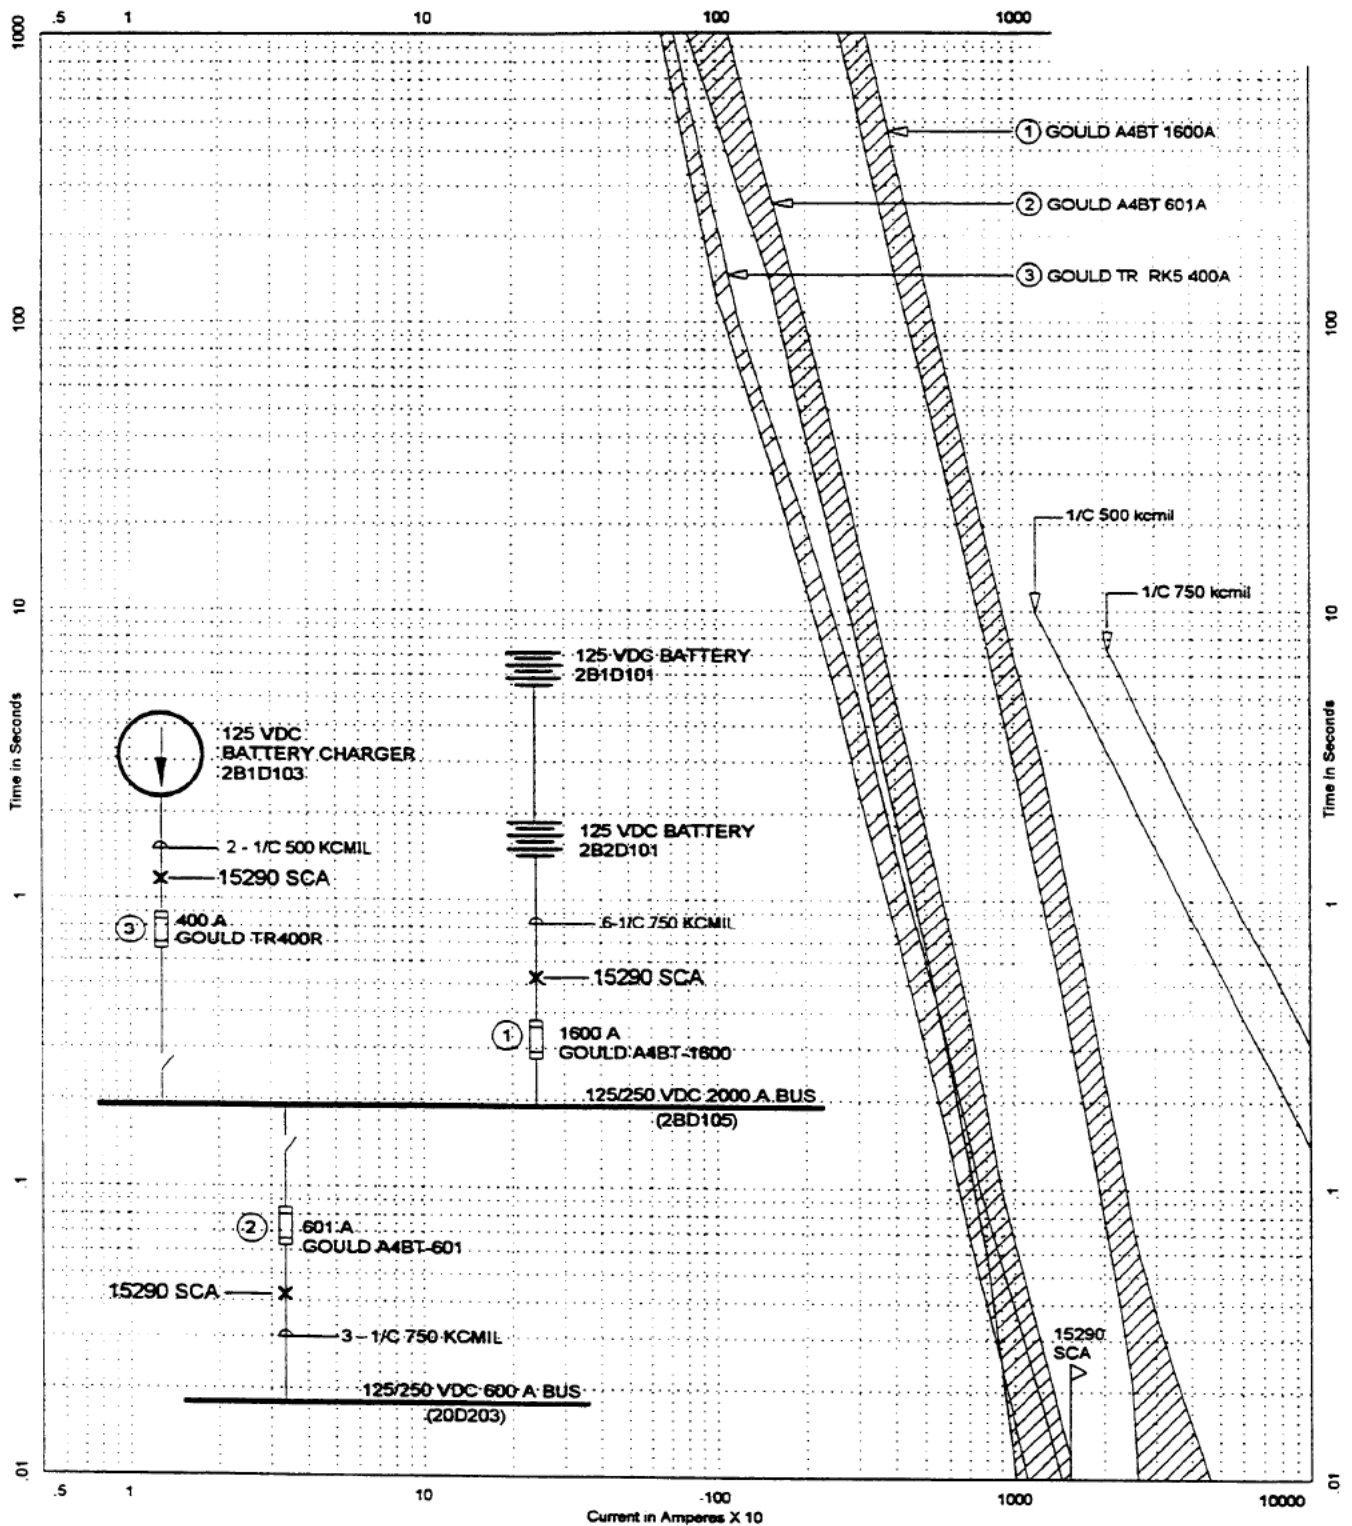 .5 1 10 100 1000
1000
① GOULD A4BT 1600A
② GOULD A4BT 601A
③ GOULD TR RK5 400A
100
100
1/C 500 kcmil
1/C 750 kcmil
10
10
125 VDC BATTERY
2B1D101
125 VDC
BATTERY CHARGER
2B1D103
Time in Seconds
Time in Seconds
125 VDC BATTERY
2B2D101
2 - 1/C 500 KCMIL
15290 SCA
1
1
③
400 A
GOULD TR400R
6-1/C 750 KCMIL
15290 SCA
①
1600 A
GOULD A4BT-1600
125/250 VDC 2000 A BUS
(2BD105)
.1
.1
②
601 A
GOULD A4BT-601
15290 SCA
3 - 1/C 750 KCMIL
15290
SCA
125/250 VDC 600 A BUS
(20D203)
.01
.01
.5 1 10 -100 1000 10000
Current in Amperes X 10